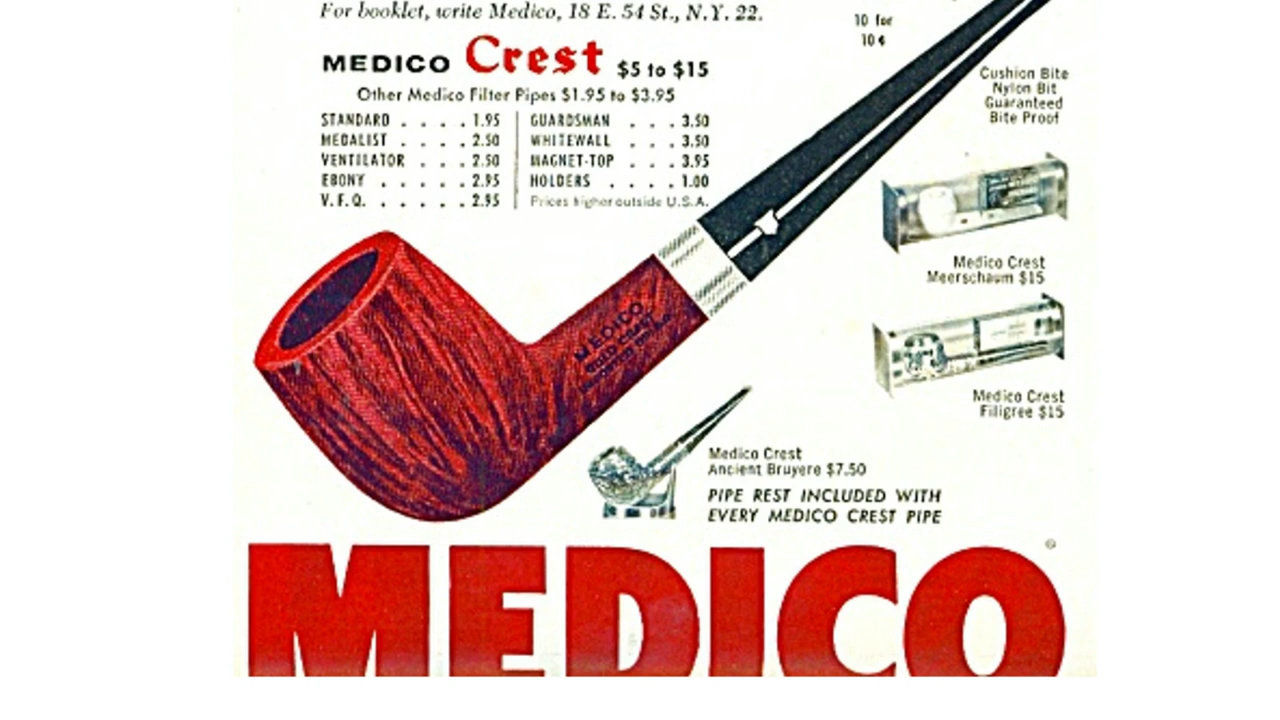 For booklet, write Medico, 18 E. 54 St., N.Y. 22.
10 for
10¢
MEDICO Crest $5 to $15
Other Medico Filter Pipes $1.95 to $3.95
STANDARD . . . . 1.95
MEDALIST . . . . 2.50
VENTILATOR . . . 2.50
EBONY . . . . . 2.95
V.F.Q. . . . . . 2.95
GUARDSMAN . . . 3.50
WHITEWALL . . . 3.50
MAGNET-TOP . . . 3.95
HOLDERS . . . . 1.00
Prices higher outside U.S.A.
Cushion Bite
Nylon Bit
Guaranteed
Bite Proof
Medico Crest
Meerschaum $15
MEDICO
GOLD CREST
Medico Crest
Filigree $15
Medico Crest
Ancient Bruyere $7.50
PIPE REST INCLUDED WITH
EVERY MEDICO CREST PIPE
MEDICO®